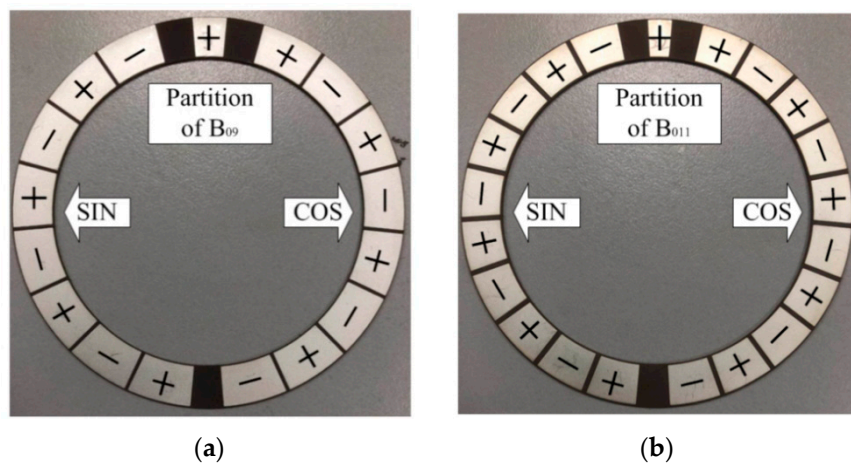 Partition
of B₀₉
SIN
COS
Partition
of B₀₁₁
SIN
COS
(a)
(b)